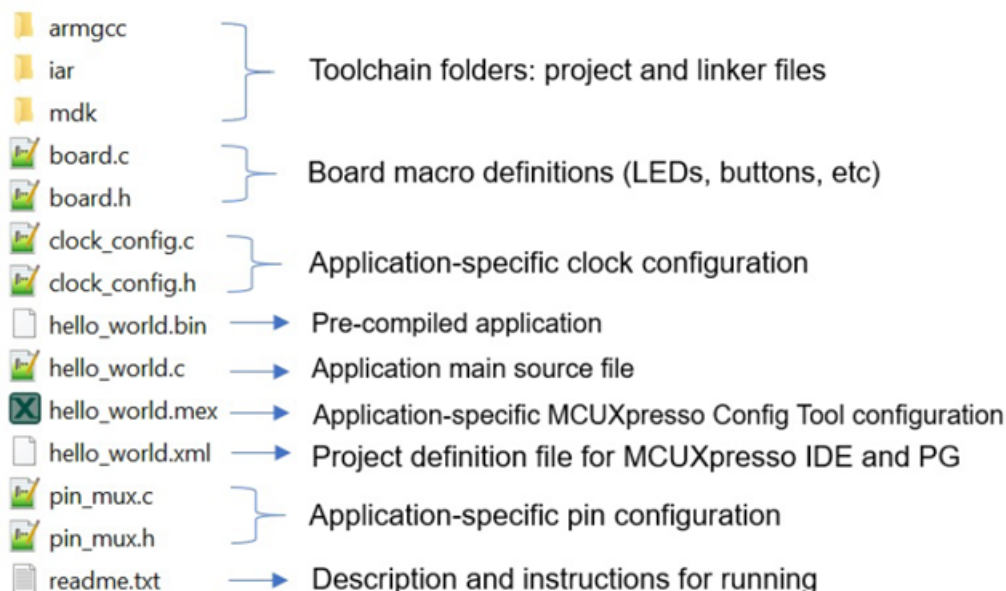 armgcc
iar
mdk
Toolchain folders: project and linker files
board.c
board.h
Board macro definitions (LEDs, buttons, etc)
clock_config.c
clock_config.h
Application-specific clock configuration
hello_world.bin
Pre-compiled application
hello_world.c
Application main source file
hello_world.mex
Application-specific MCUXpresso Config Tool configuration
hello_world.xml
Project definition file for MCUXpresso IDE and PG
pin_mux.c
pin_mux.h
Application-specific pin configuration
readme.txt
Description and instructions for running